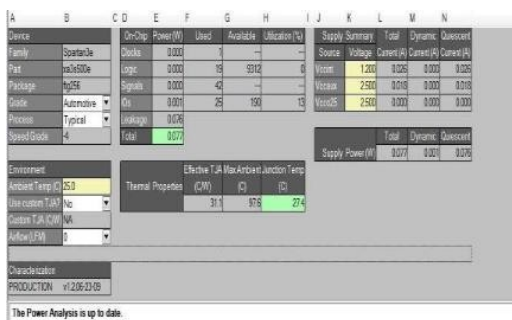 A B C D E F G H I J K L M N
Device
Family Spartan3e
Part xa3s500e
Package ftg256
Grade Automotive
Process Typical
Speed Grade -4
Environment
Ambient Temp (C) 25.0
Use custom TJA? No
Custom TJA (C/W) NA
Airflow (LFM) 0
Characterization
PRODUCTION v1.2,06-23-09
On-Chip Power (W) Used Available Utilization (%)
Clocks 0.000 1 --- ---
Logic 0.000 19 9312 0
Signals 0.000 42 --- ---
IOs 0.001 25 190 13
Leakage 0.076
Total 0.077
Thermal Properties Effective TJA Max Ambient Junction Temp
(C/W) (C) (C)
31.1 97.6 27.4
Supply Summary Total Dynamic Quiescent
Source Voltage Current (A) Current (A) Current (A)
Vccint 1.200 0.026 0.000 0.026
Vccaux 2.500 0.018 0.000 0.018
Vcco25 2.500 0.000 0.000 0.000
Total Dynamic Quiescent
Supply Power (W) 0.077 0.001 0.076
The Power Analysis is up to date.